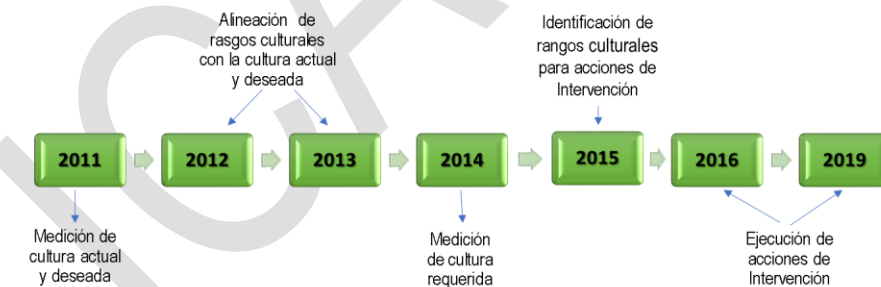 Alineación de
rasgos culturales
con la cultura actual
y deseada
Identificación de
rangos culturales
para acciones de
Intervención
2011
2012
2013
2014
2015
2016
2019
Medición de
cultura actual
y deseada
Medición
de cultura
requerida
Ejecución de
acciones de
Intervención